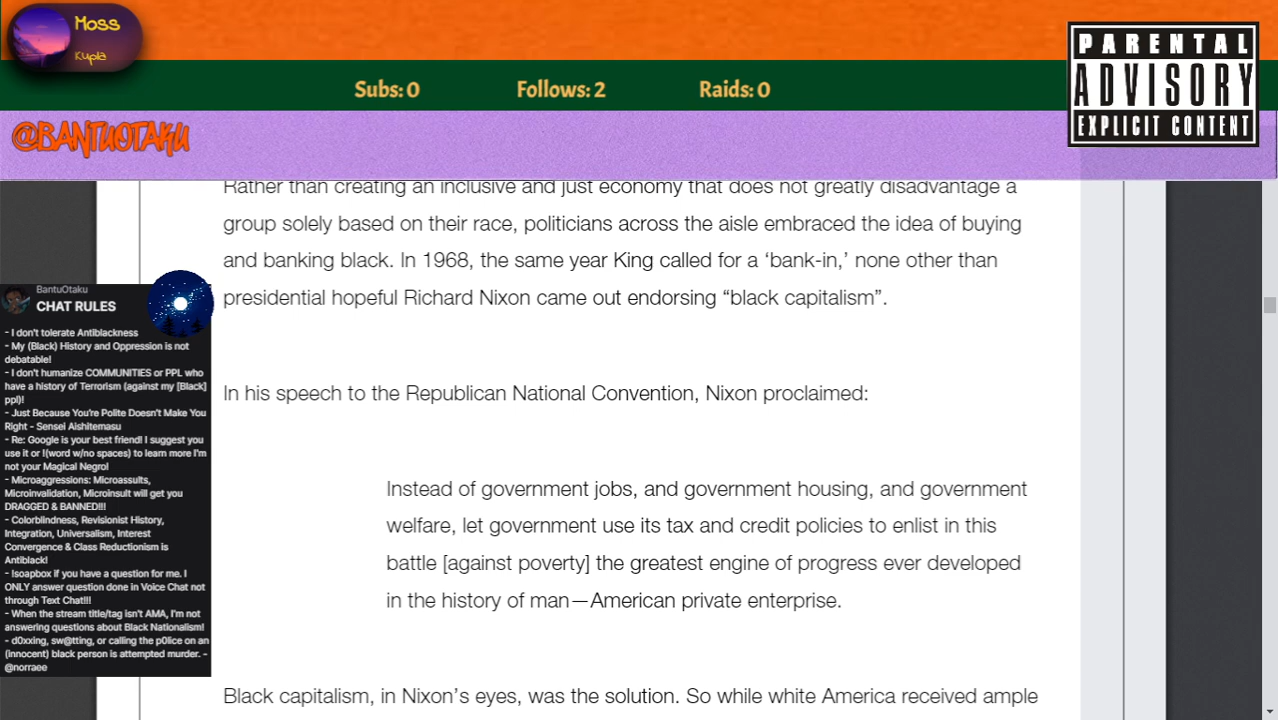 Moss
Kupla
PARENTAL
ADVISORY
EXPLICIT CONTENT
Subs: 0
Follows: 2
Raids: 0
@BANTUOTAKU
Rather than creating an inclusive and just economy that does not greatly disadvantage a
group solely based on their race, politicians across the aisle embraced the idea of buying
and banking black. In 1968, the same year King called for a ‘bank-in,’ none other than
presidential hopeful Richard Nixon came out endorsing “black capitalism”.
In his speech to the Republican National Convention, Nixon proclaimed:
Instead of government jobs, and government housing, and government
welfare, let government use its tax and credit policies to enlist in this
battle [against poverty] the greatest engine of progress ever developed
in the history of man—American private enterprise.
Black capitalism, in Nixon’s eyes, was the solution. So while white America received ample
BantuOtaku
CHAT RULES
- I don't tolerate Antiblackness
- My (Black) History and Oppression is not
debatable!
- I don't humanize COMMUNITIES or PPL who
have a history of Terrorism (against my [Black]
ppl)!
- Just Because You're Polite Doesn't Make You
Right - Sensei Aishitemasu
- Re: Google is your best friend! I suggest you
use it or !(word w/no spaces) to learn more I'm
not your Magical Negro!
- Microaggressions: Microassults,
Microinvalidation, Microinsult will get you
DRAGGED & BANNED!!!
- Colorblindness, Revisionist History,
Integration, Universalism, Interest
Convergence & Class Reductionism is
Antiblack!
- !soapbox if you have a question for me. I
ONLY answer question done in Voice Chat not
through Text Chat!!!
- When the stream title/tag isn't AMA, I'm not
answering questions about Black Nationalism!
- d0xxing, sw@tting, or calling the p0lice on an
(innocent) black person is attempted murder. -
@norraee